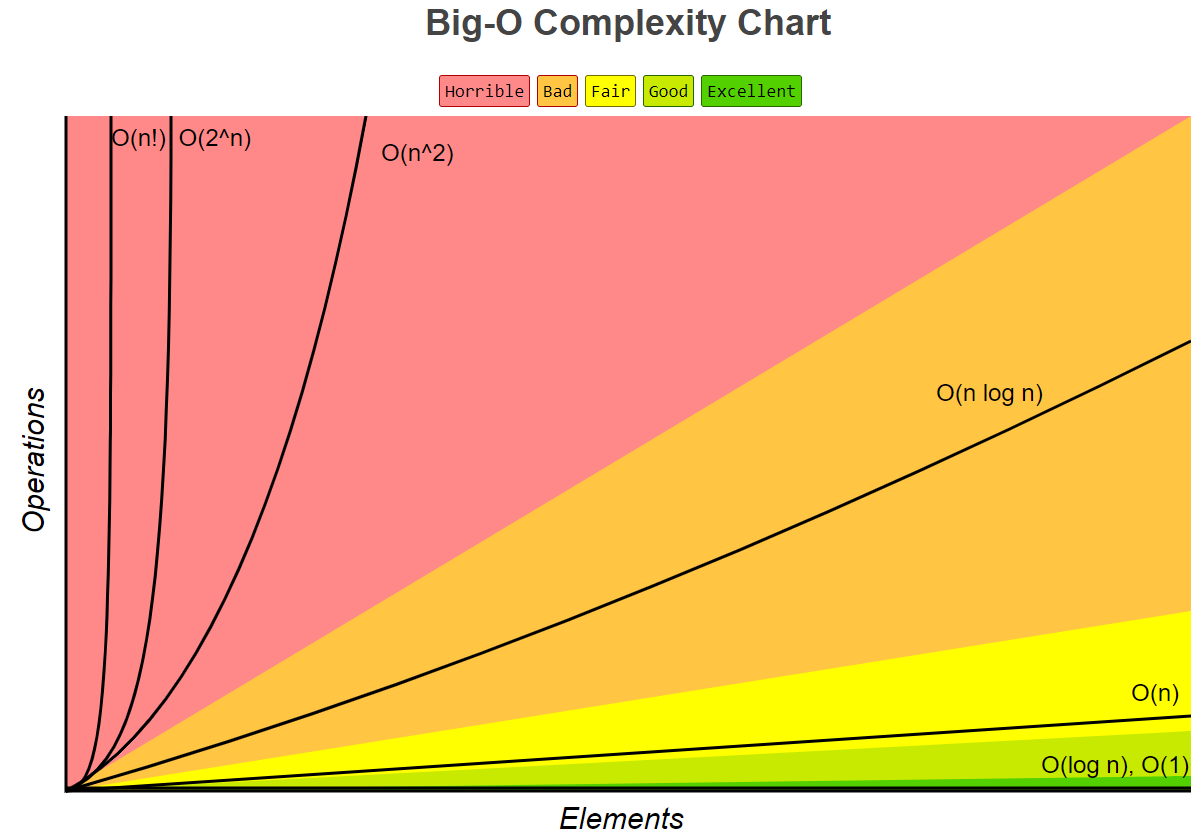 Big-O Complexity Chart
Horrible Bad Fair Good Excellent
O(n!) O(2^n)
O(n^2)
O(n log n)
O(n)
O(log n), O(1)
Operations
Elements